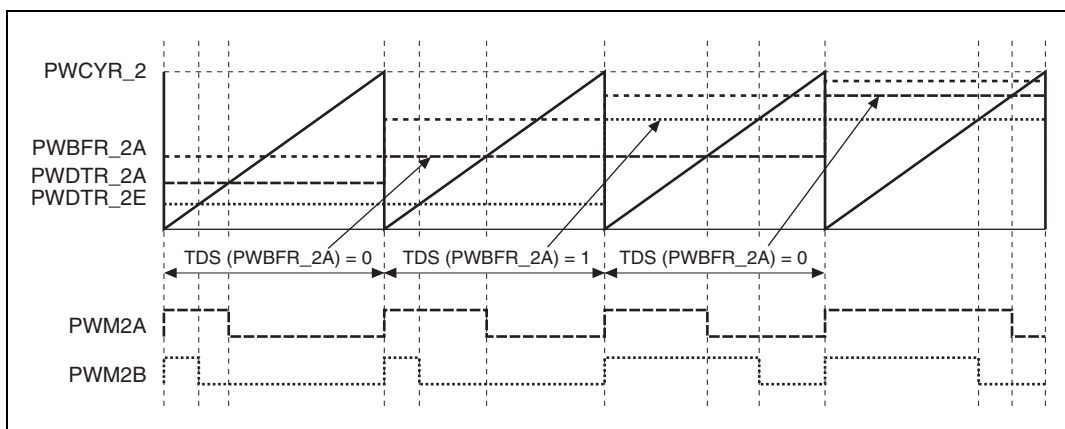 PWCYR_2
PWBFR_2A
PWDTR_2A
PWDTR_2E
TDS (PWBFR_2A) = 0 TDS (PWBFR_2A) = 1 TDS (PWBFR_2A) = 0
PWM2A
PWM2B